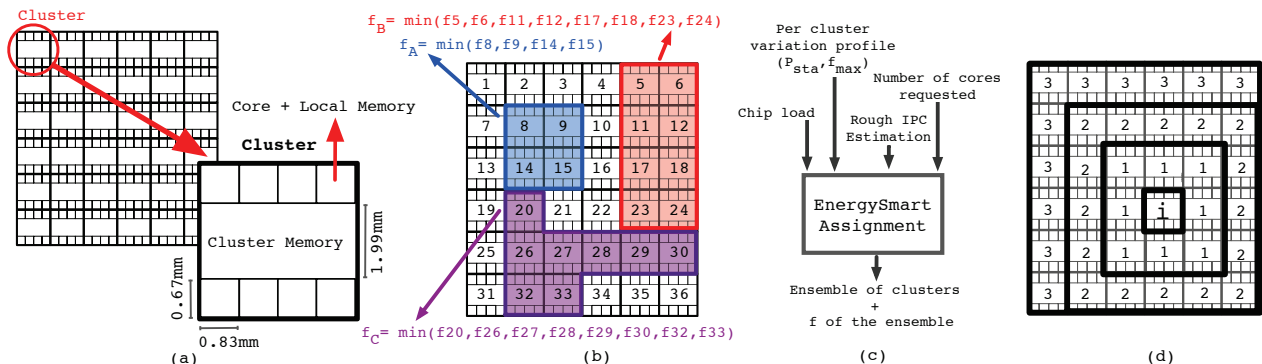 Cluster
Core + Local Memory
Cluster
Cluster Memory
1.99mm
0.67mm
0.83mm
(a)
f_B= min(f5,f6,f11,f12,f17,f18,f23,f24)
f_A= min(f8,f9,f14,f15)
1 2 3 4 5 6
7 8 9 10 11 12
13 14 15 16 17 18
19 20 21 22 23 24
25 26 27 28 29 30
31 32 33 34 35 36
f_C= min(f20,f26,f27,f28,f29,f30,f32,f33)
(b)
Per cluster
variation profile
(P_sta,f_max)
Number of cores
requested
Chip load
Rough IPC
Estimation
EnergySmart
Assignment
Ensemble of clusters
+
f of the ensemble
(c)
3 3 3 3 3 3
3 2 2 2 2 2
3 2 1 1 1 2
3 2 1 i 1 2
3 2 1 1 1 2
3 2 2 2 2 2
(d)